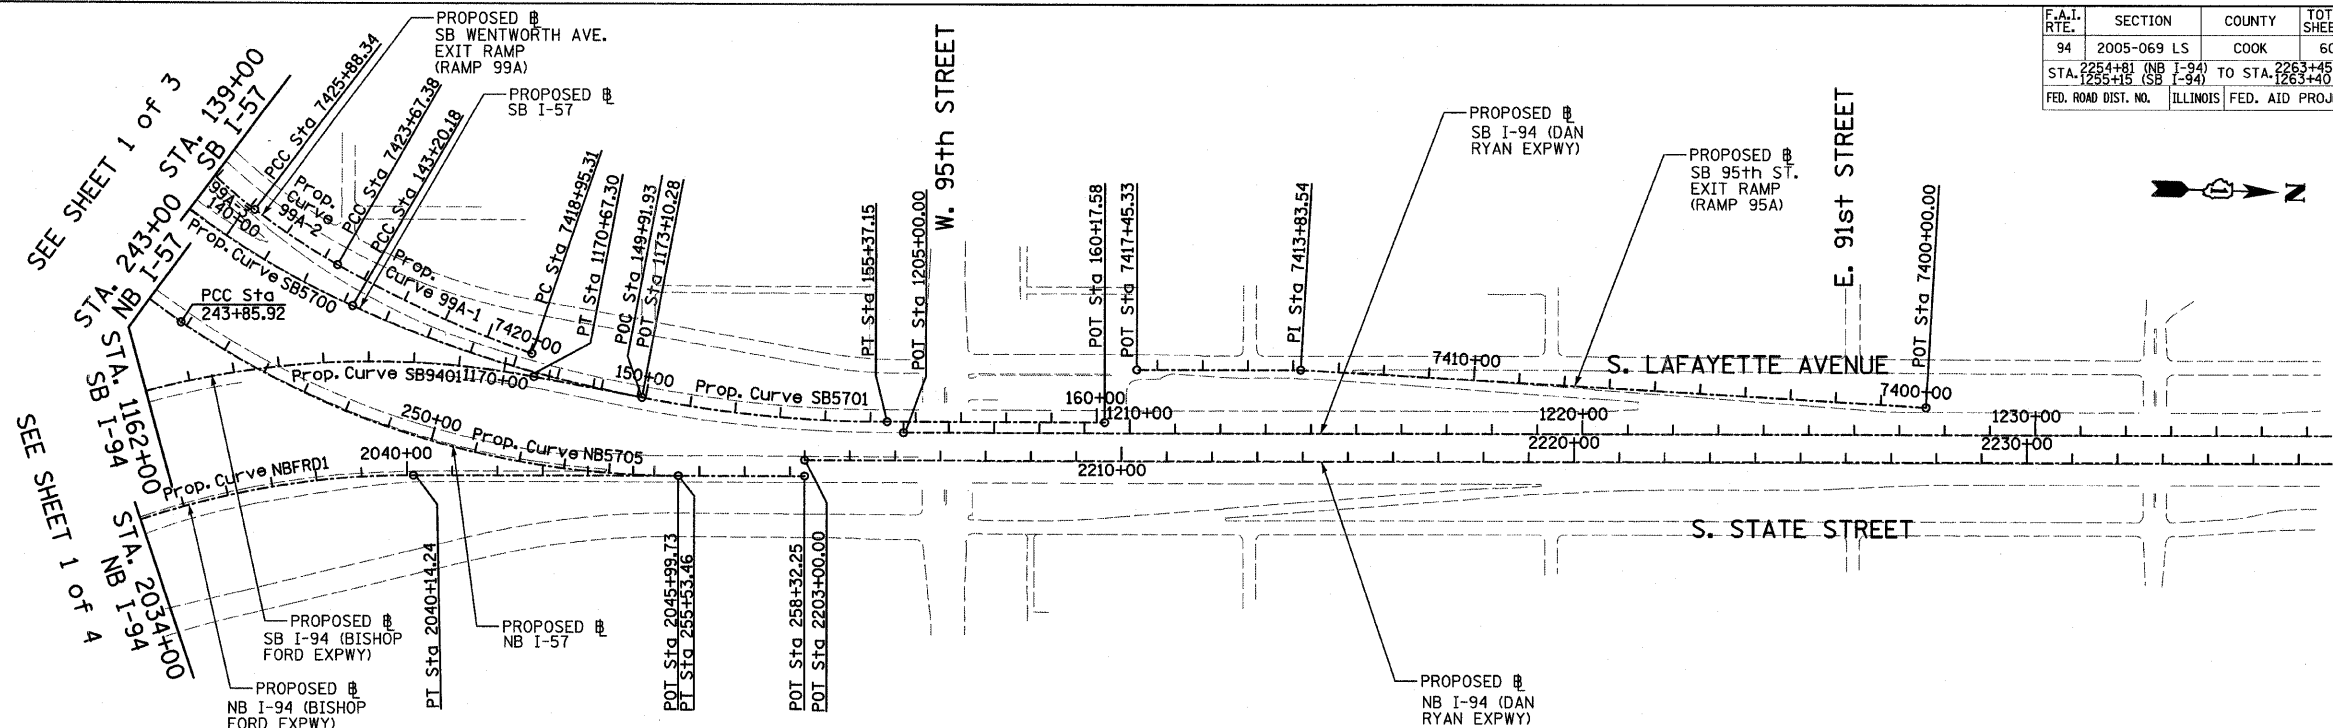 F.A.I. RTE.
SECTION
COUNTY
94
2005-069 LS
COOK
60
STA. 2254+81 (NB I-94) TO STA. 2263+45
1255+15 (SB I-94) 1263+40
FED. ROAD DIST. NO.
ILLINOIS
FED. AID
PROPOSED ℄
SB WENTWORTH AVE.
EXIT RAMP
(RAMP 99A)
PROPOSED
SB I-57
SEE SHEET 1 of 3
STA. 139+00
SB I-57
STA. 243+00
NB I-57
STA. 1162+00
SB I-94
STA. 2034+00
NB I-94
SEE SHEET 1 of 4
PCC Sta 7425+88.34
PCC Sta 7423+67.38
PCC Sta 143+20.18
PC Sta 7418+95.31
PT Sta 1170+67.30
POC Sta 149+91.93
POT Sta 1173+10.28
PT Sta 155+37.15
POT Sta 1205+00.00
W. 95th STREET
POT Sta 160+17.58
POT Sta 7417+45.33
PI Sta 7413+83.54
PROPOSED
SB I-94 (DAN
RYAN EXPWY)
PROPOSED
SB 95th ST.
EXIT RAMP
(RAMP 95A)
E. 91st STREET
POT Sta 7400+00.00
N
Prop.
Curve
99A-2
140+00
Prop. Curve SB5700
Prop.
Curve 99A-1
7420+00
PCC Sta
243+85.92
Prop. Curve SB9401
1170+00
150+00
Prop. Curve SB5701
160+00
1210+00
7410+00
S. LAFAYETTE AVENUE
7400+00
1220+00
1230+00
250+00
Prop. Curve NB5705
2040+00
Prop. Curve NBFRD1
2210+00
2220+00
2230+00
S. STATE STREET
PT Sta 2040+14.24
POT Sta 2045+99.73
PT Sta 255+53.46
POT Sta 258+32.25
POT Sta 2203+00.00
PROPOSED
SB I-94 (BISHOP
FORD EXPWY)
PROPOSED
NB I-57
PROPOSED
NB I-94 (BISHOP
FORD EXPWY)
PROPOSED
NB I-94 (DAN
RYAN EXPWY)